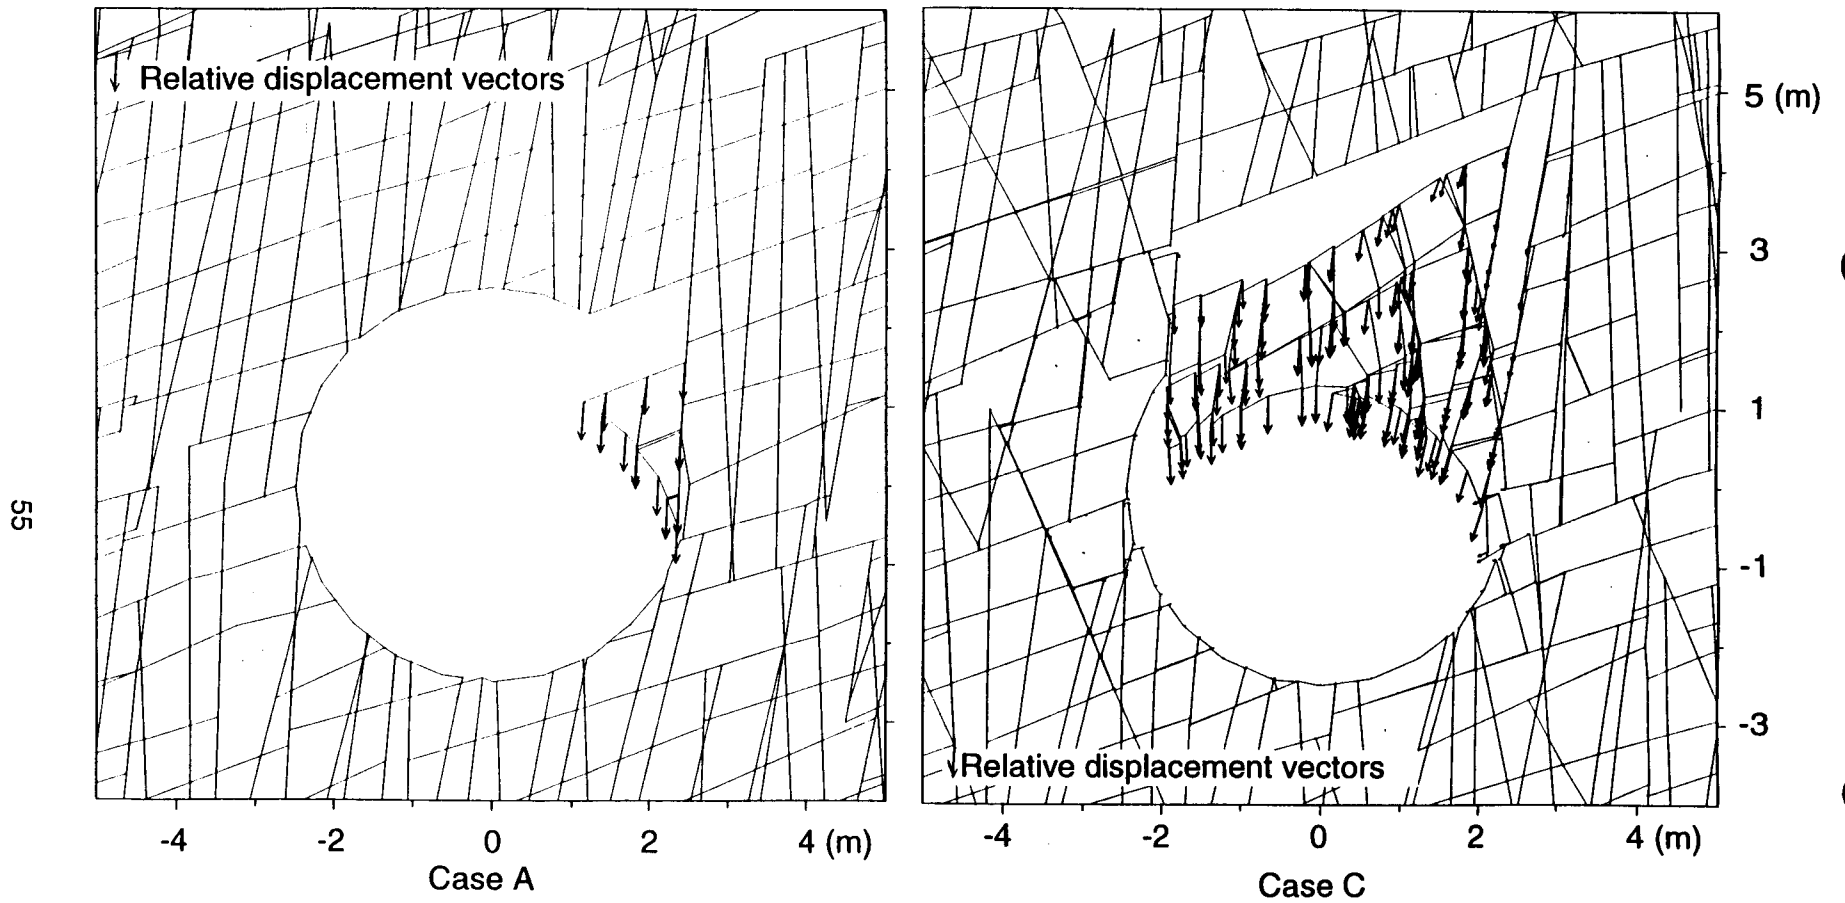 Relative displacement vectors
5 (m)
3
1
-1
-3
55
Relative displacement vectors
-4 -2 0 2 4 (m)
-4 -2 0 2 4 (m)
Case A
Case C